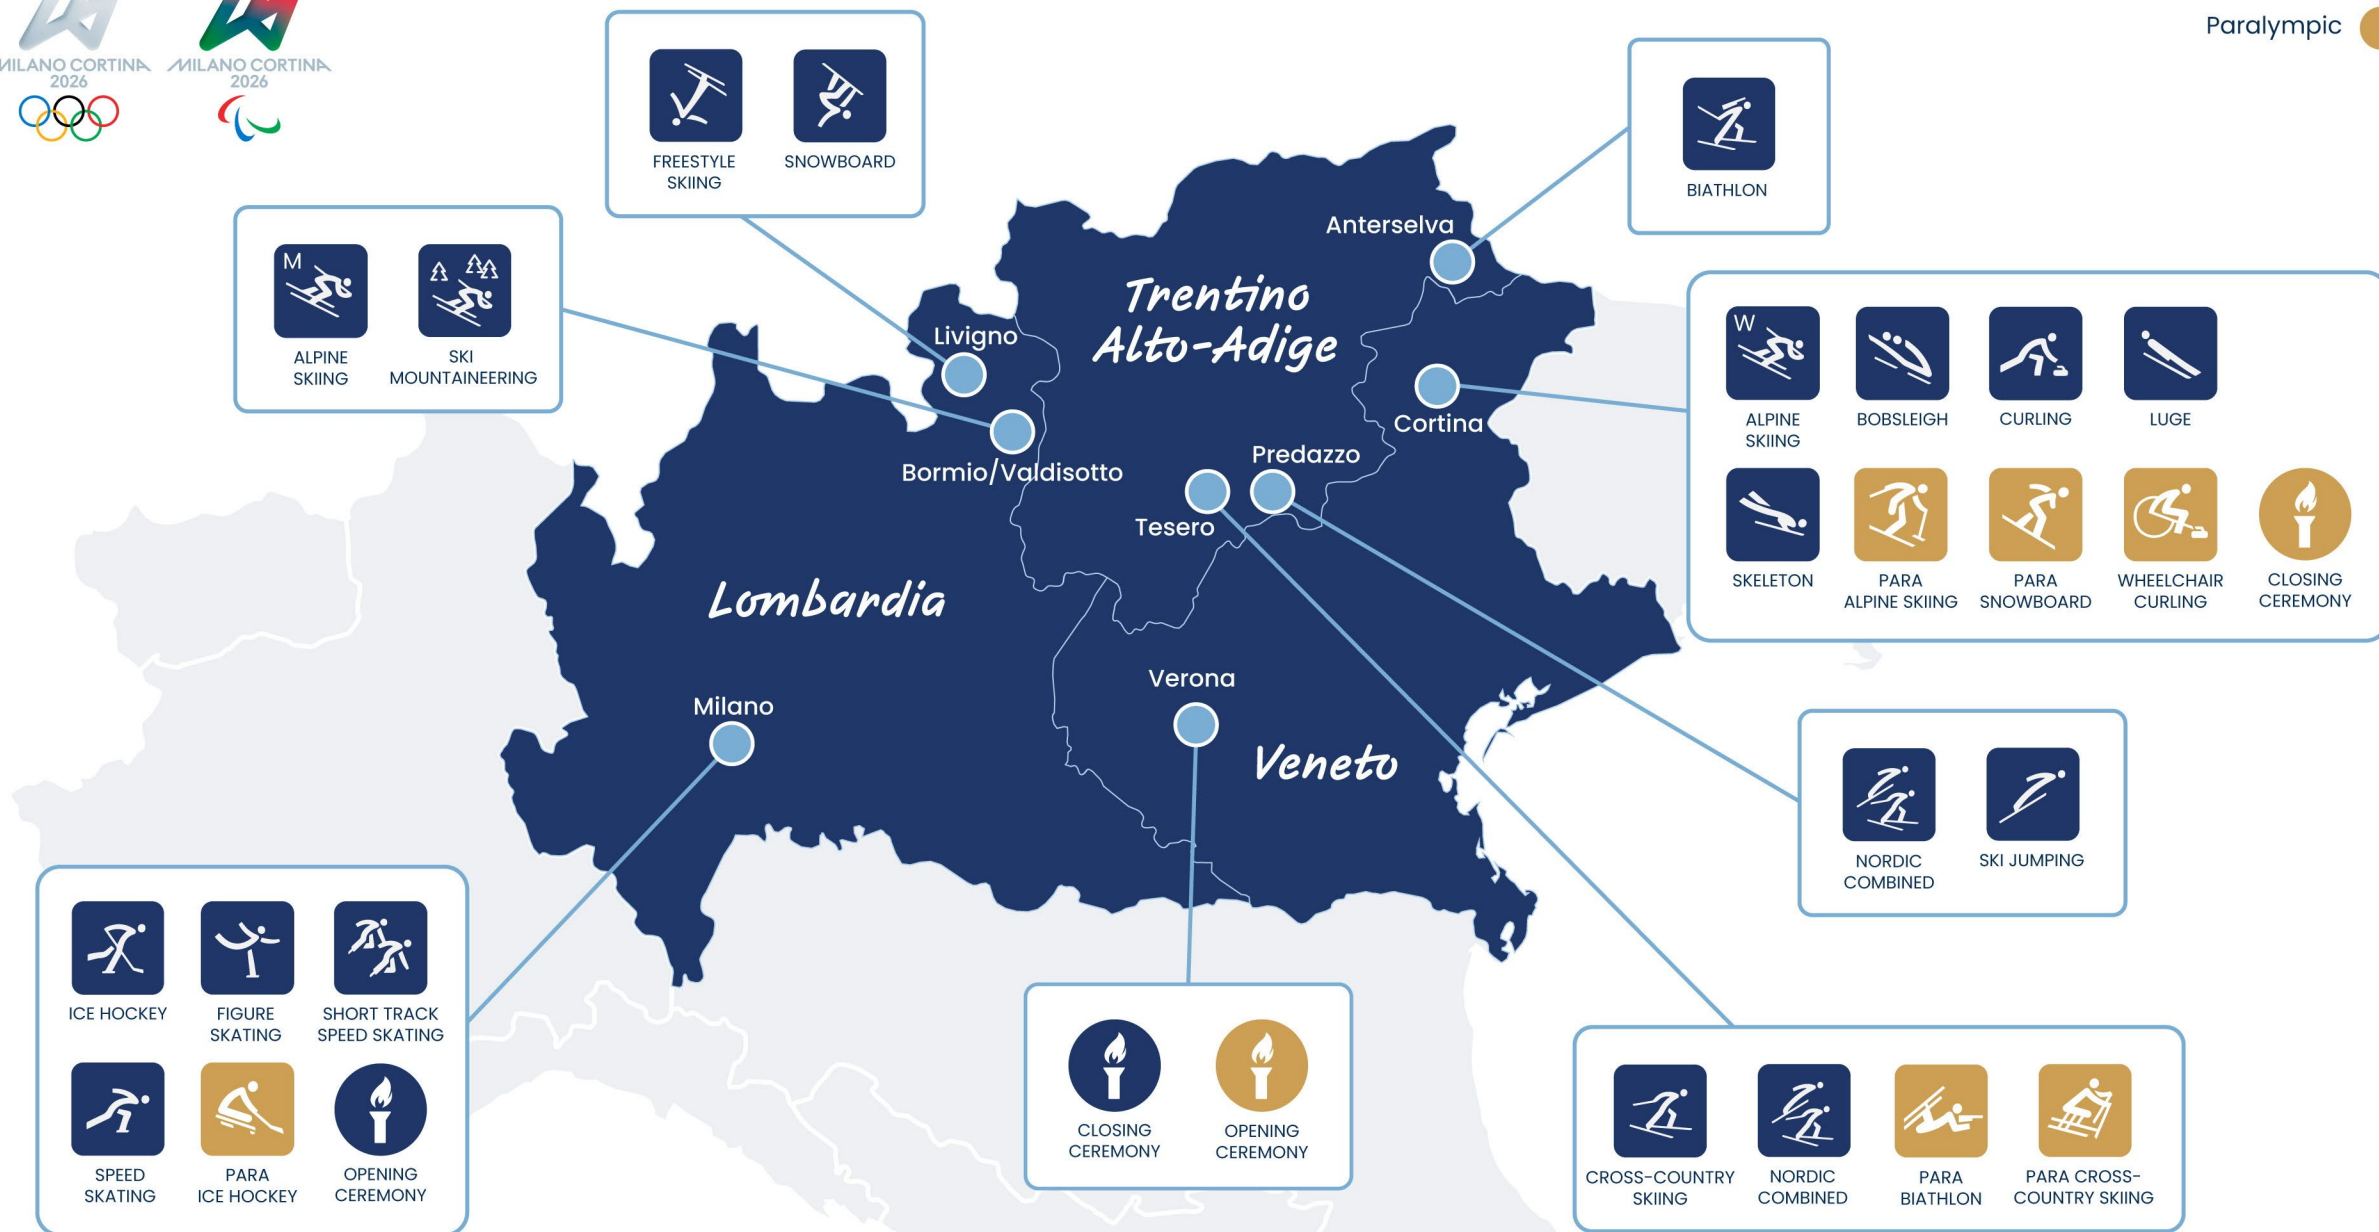 MILANO CORTINA
2026
MILANO CORTINA
2026
Paralympic
FREESTYLE
SKIING
SNOWBOARD
BIATHLON
M
ALPINE
SKIING
SKI
MOUNTAINEERING
Anterselva
Trentino
Alto-Adige
Livigno
Bormio/Valdisotto
Cortina
Predazzo
Tesero
W
ALPINE
SKIING
BOBSLEIGH
CURLING
LUGE
SKELETON
PARA
ALPINE SKIING
PARA
SNOWBOARD
WHEELCHAIR
CURLING
CLOSING
CEREMONY
Lombardia
Milano
Verona
Veneto
NORDIC
COMBINED
SKI JUMPING
ICE HOCKEY
FIGURE
SKATING
SHORT TRACK
SPEED SKATING
SPEED
SKATING
PARA
ICE HOCKEY
OPENING
CEREMONY
CLOSING
CEREMONY
OPENING
CEREMONY
CROSS-COUNTRY
SKIING
NORDIC
COMBINED
PARA
BIATHLON
PARA CROSS-
COUNTRY SKIING